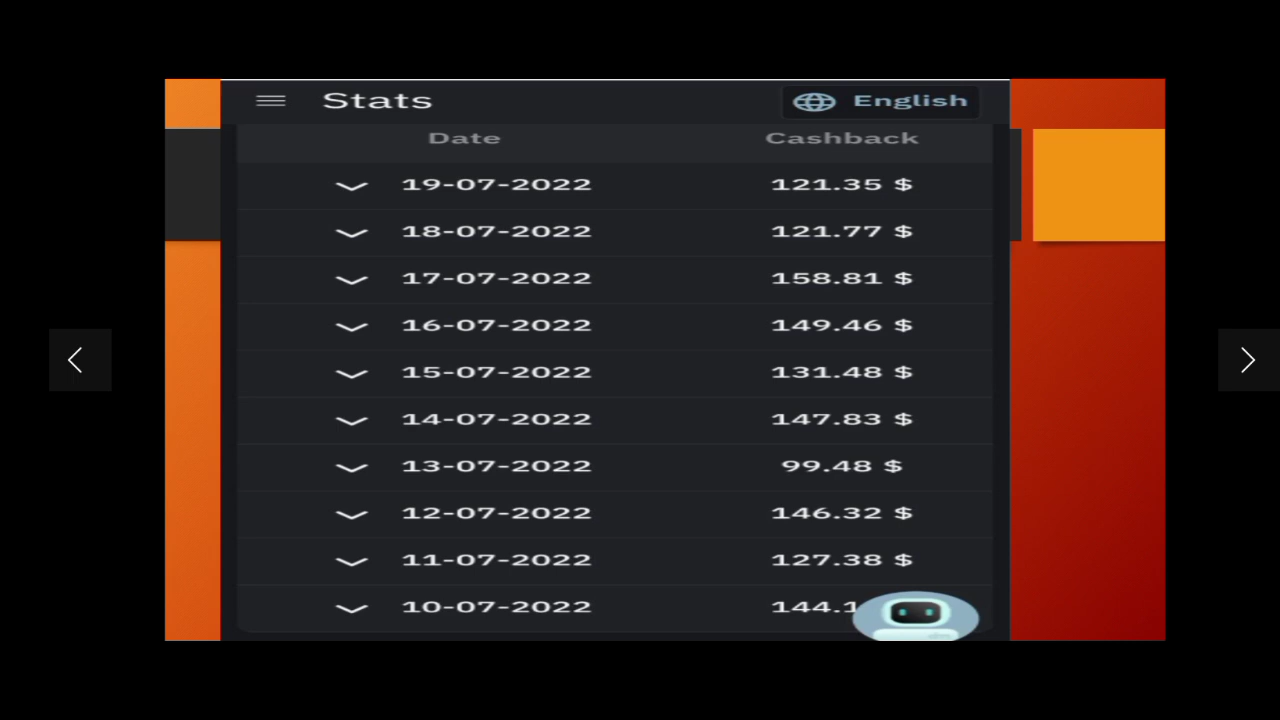 Stats English
Date Cashback
19-07-2022 121.35 $
18-07-2022 121.77 $
17-07-2022 158.81 $
16-07-2022 149.46 $
15-07-2022 131.48 $
14-07-2022 147.83 $
13-07-2022 99.48 $
12-07-2022 146.32 $
11-07-2022 127.38 $
10-07-2022